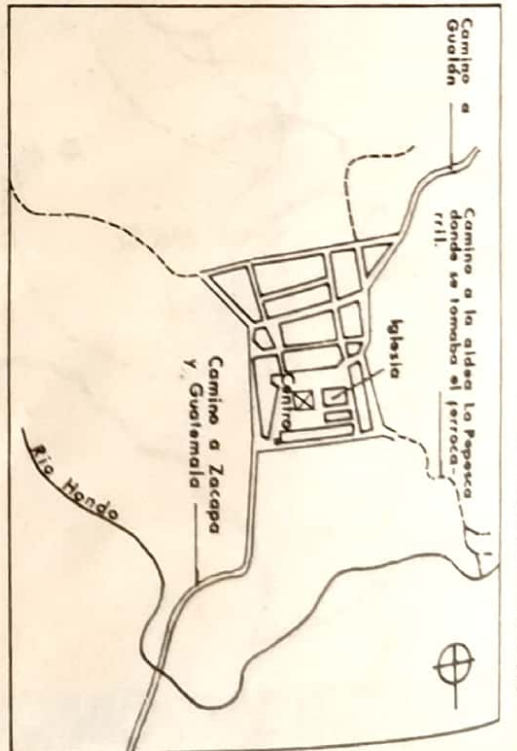 Camino a
Gualán
Camino a la aldea La Pepesca
donde se tomaba el ferroca-
rril.
Iglesia
Centro
Camino a Zacapa
y Guatemala
Rio Hondo